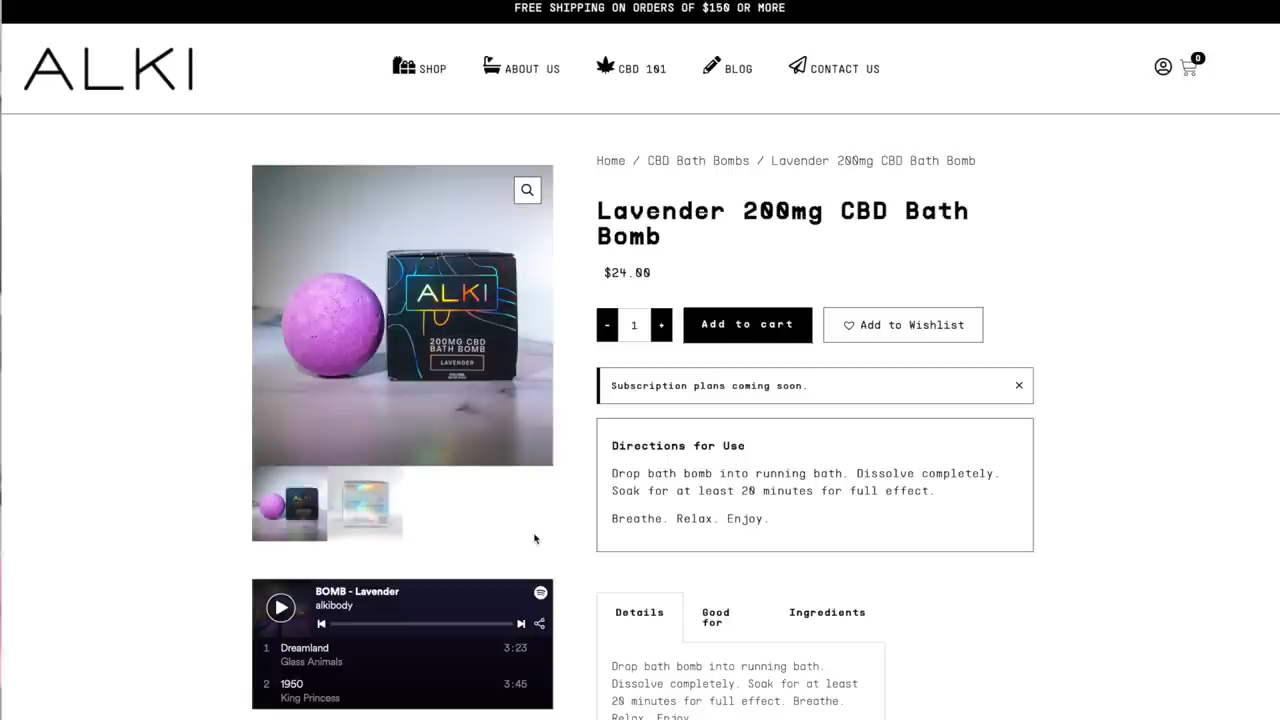 FREE SHIPPING ON ORDERS OF $150 OR MORE
ALKI
SHOP
ABOUT US
CBD 101
BLOG
CONTACT US
0
Home / CBD Bath Bombs / Lavender 200mg CBD Bath Bomb
Lavender 200mg CBD Bath
Bomb
$24.00
- 1 +
Add to cart
Add to Wishlist
ALKI
200MG CBD
BATH BOMB
LAVENDER
Subscription plans coming soon.
Directions for Use
Drop bath bomb into running bath. Dissolve completely.
Soak for at least 20 minutes for full effect.
Breathe. Relax. Enjoy.
BOMB - Lavender
alkibody
1 Dreamland 3:23
Glass Animals
2 1950 3:45
King Princess
Details
Good
for
Ingredients
Drop bath bomb into running bath.
Dissolve completely. Soak for at least
20 minutes for full effect. Breathe.
Relax. Enjoy.